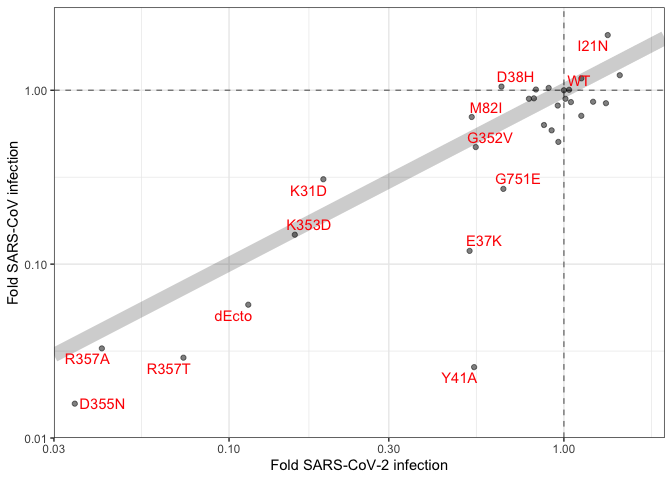 I21N
D38H
WT
1.00
M82I
G352V
G751E
K31D
K353D
E37K
0.10
dEcto
R357A
R357T
Y41A
D355N
0.01
0.03
0.10
0.30
1.00
Fold SARS-CoV-2 infection
Fold SARS-CoV infection